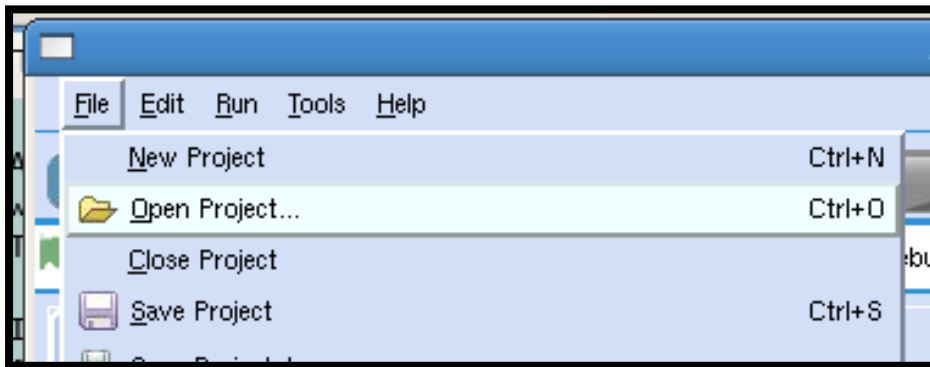 File Edit Run Tools Help
New Project Ctrl+N
Open Project... Ctrl+O
Close Project
Save Project Ctrl+S